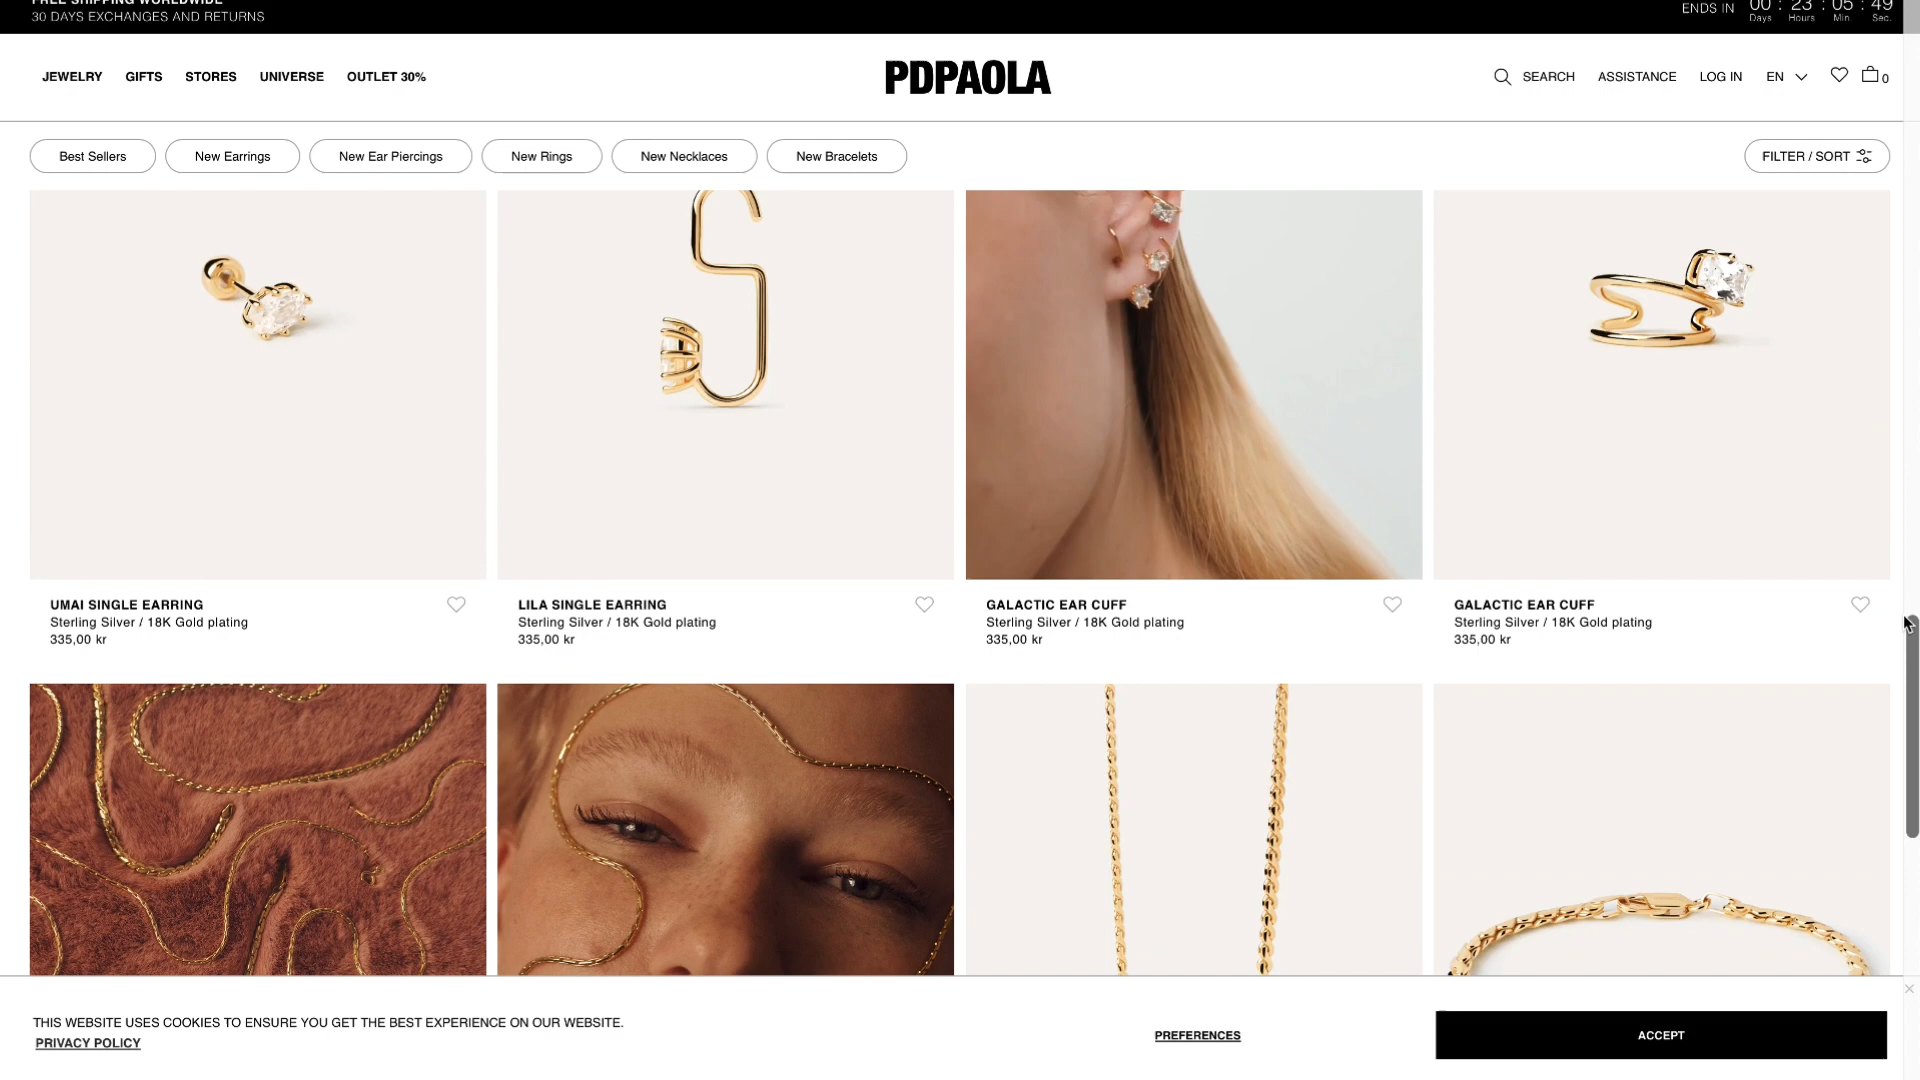 FREE SHIPPING WORLDWIDE
30 DAYS EXCHANGES AND RETURNS
ENDS IN 00 : 23 : 05 : 49
Days Hours Min. Sec.
JEWELRY GIFTS STORES UNIVERSE OUTLET 30%
PDPAOLA
SEARCH ASSISTANCE LOG IN EN 0
Best Sellers New Earrings New Ear Piercings New Rings New Necklaces New Bracelets FILTER / SORT
UMAI SINGLE EARRING
Sterling Silver / 18K Gold plating
335,00 kr
LILA SINGLE EARRING
Sterling Silver / 18K Gold plating
335,00 kr
GALACTIC EAR CUFF
Sterling Silver / 18K Gold plating
335,00 kr
GALACTIC EAR CUFF
Sterling Silver / 18K Gold plating
335,00 kr
THIS WEBSITE USES COOKIES TO ENSURE YOU GET THE BEST EXPERIENCE ON OUR WEBSITE.
PRIVACY POLICY
PREFERENCES
ACCEPT